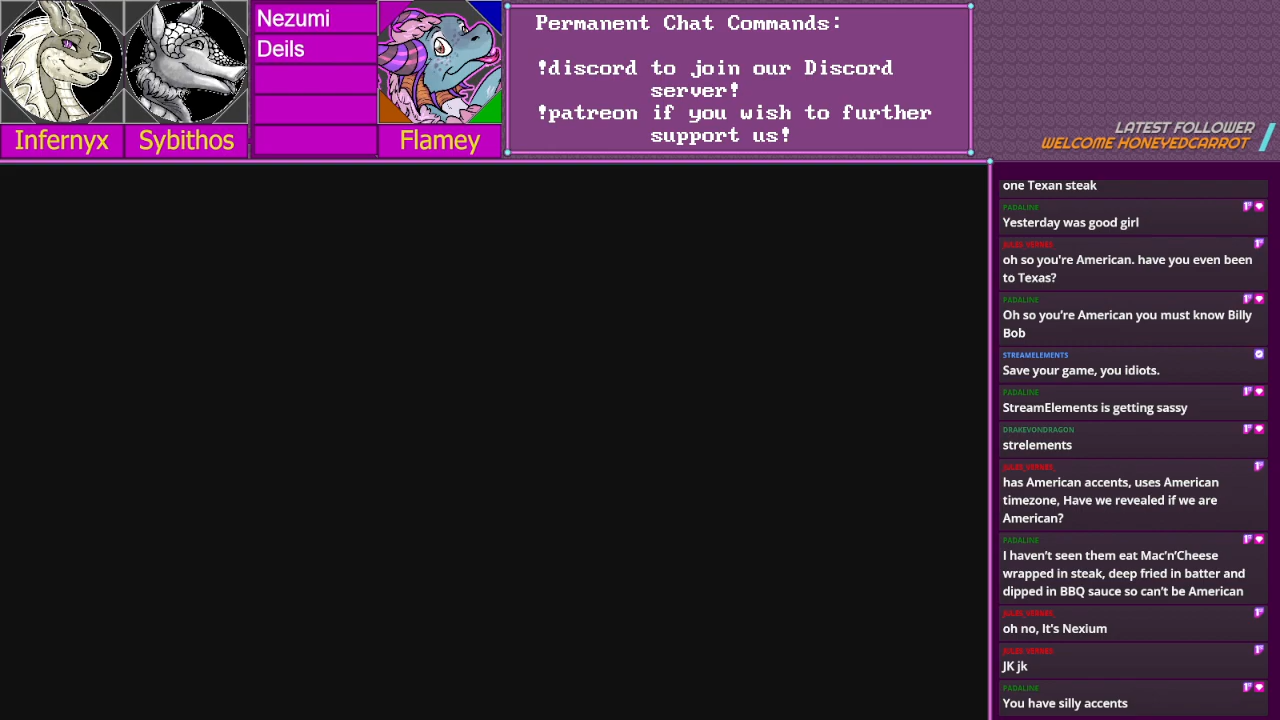 Nezumi
Deils
Infernyx
Sybithos
Flamey
Permanent Chat Commands:
!discord to join our Discord
server!
!patreon if you wish to further
support us!
LATEST FOLLOWER
WELCOME HONEYEDCARROT
one Texan steak
PADALINE
Yesterday was good girl
JULES_VERNES_
oh so you're American. have you even been
to Texas?
PADALINE
Oh so you’re American you must know Billy
Bob
STREAMELEMENTS
Save your game, you idiots.
PADALINE
StreamElements is getting sassy
DRAKEVONDRAGON
strelements
JULES_VERNES_
has American accents, uses American
timezone, Have we revealed if we are
American?
PADALINE
I haven’t seen them eat Mac’n’Cheese
wrapped in steak, deep fried in batter and
dipped in BBQ sauce so can’t be American
JULES_VERNES_
oh no, It's Nexium
JULES_VERNES_
JK jk
PADALINE
You have silly accents